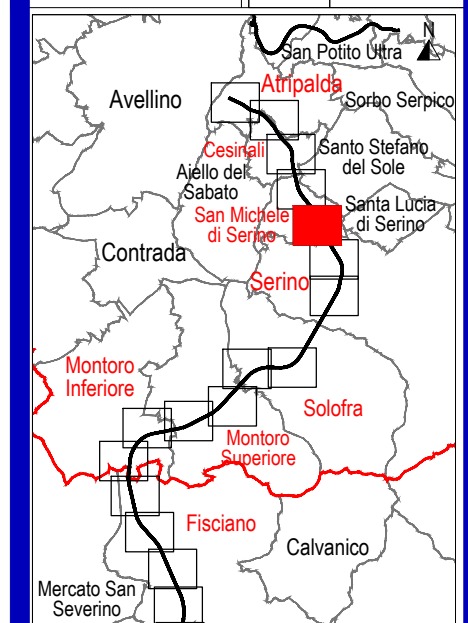 N
San Potito Ultra
Atripalda
Avellino
Sorbo Serpico
Cesinali
Santo Stefano
del Sole
Aiello del
Sabato
San Michele
di Serino
Santa Lucia
di Serino
Contrada
Serino
Montoro
Inferiore
Solofra
Montoro
Superiore
Fisciano
Calvanico
Mercato San
Severino